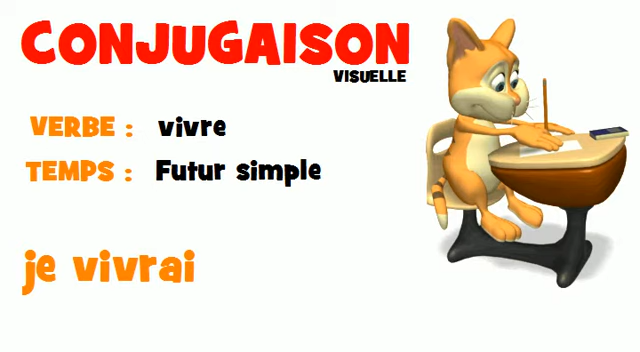 CONJUGAISON
VISUELLE
VERBE : vivre
TEMPS : Futur simple
je vivrai